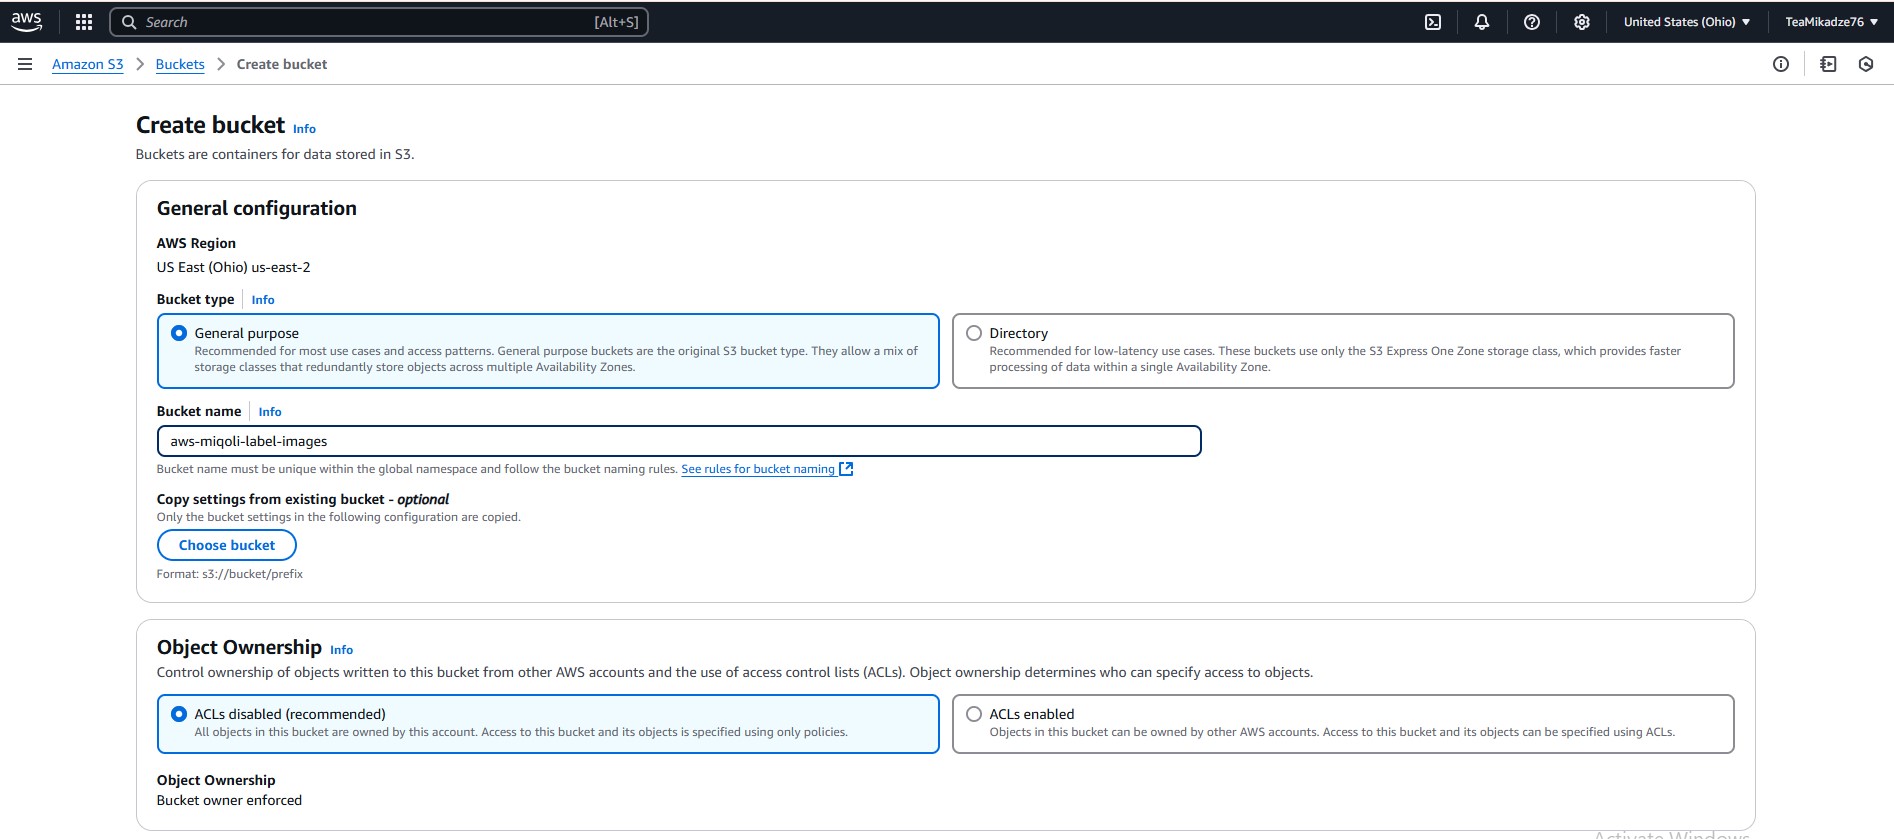 aws
Search [Alt+S]
United States (Ohio)
TeaMikadze76
Amazon S3 > Buckets > Create bucket
Create bucket Info
Buckets are containers for data stored in S3.
General configuration
AWS Region
US East (Ohio) us-east-2
Bucket type Info
General purpose
Recommended for most use cases and access patterns. General purpose buckets are the original S3 bucket type. They allow a mix of
storage classes that redundantly store objects across multiple Availability Zones.
Directory
Recommended for low-latency use cases. These buckets use only the S3 Express One Zone storage class, which provides faster
processing of data within a single Availability Zone.
Bucket name Info
aws-miqoli-label-images
Bucket name must be unique within the global namespace and follow the bucket naming rules. See rules for bucket naming
Copy settings from existing bucket - optional
Only the bucket settings in the following configuration are copied.
Choose bucket
Format: s3://bucket/prefix
Object Ownership Info
Control ownership of objects written to this bucket from other AWS accounts and the use of access control lists (ACLs). Object ownership determines who can specify access to objects.
ACLs disabled (recommended)
All objects in this bucket are owned by this account. Access to this bucket and its objects is specified using only policies.
ACLs enabled
Objects in this bucket can be owned by other AWS accounts. Access to this bucket and its objects can be specified using ACLs.
Object Ownership
Bucket owner enforced
Activate Windows